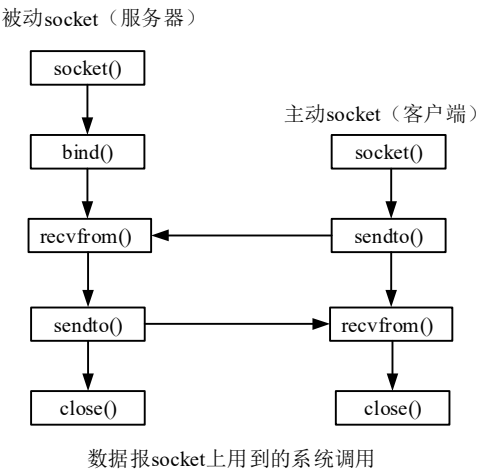 被动socket（服务器）
socket()
主动socket（客户端）
bind()
socket()
recvfrom()
sendto()
sendto()
recvfrom()
close()
close()
数据报socket上用到的系统调用